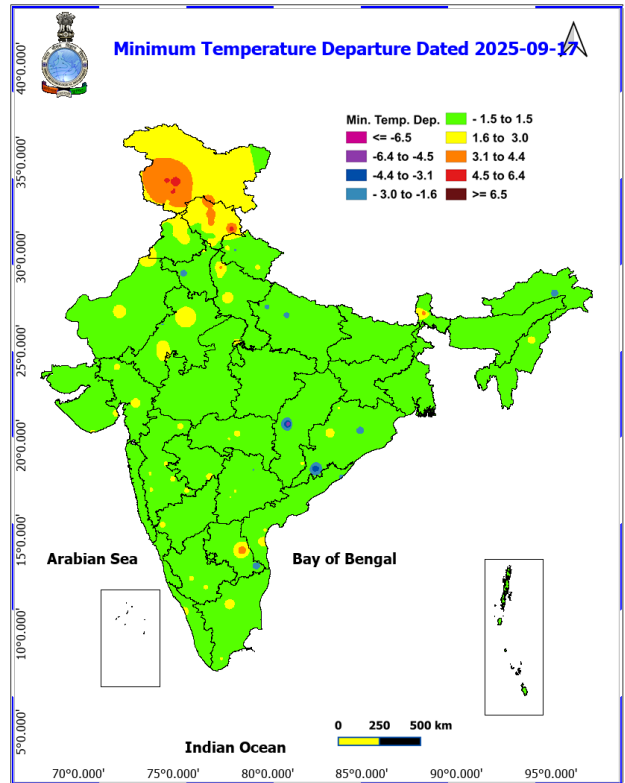 Minimum Temperature Departure Dated 2025-09-17
Min. Temp. Dep.
<= -6.5
-6.4 to -4.5
-4.4 to -3.1
- 3.0 to -1.6
- 1.5 to 1.5
1.6 to 3.0
3.1 to 4.4
4.5 to 6.4
>= 6.5
40°0.000'
35°0.000'
30°0.000'
25°0.000'
20°0.000'
15°0.000'
10°0.000'
5°0.000'
Arabian Sea
Bay of Bengal
Indian Ocean
0 250 500 km
70°0.000' 75°0.000' 80°0.000' 85°0.000' 90°0.000' 95°0.000'